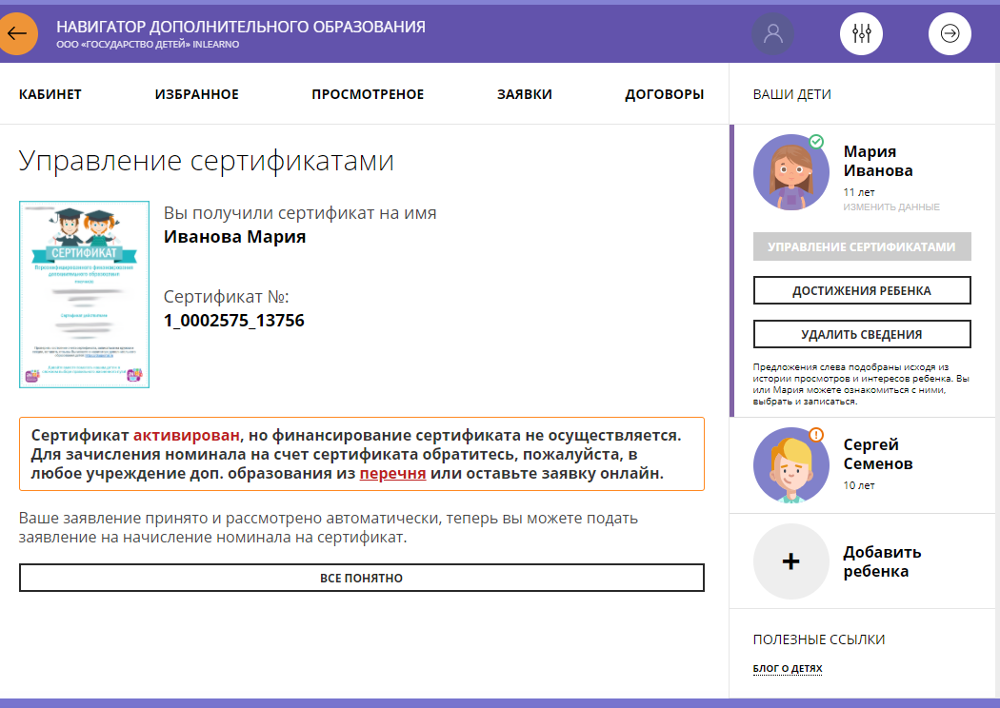 НАВИГАТОР ДОПОЛНИТЕЛЬНОГО ОБРАЗОВАНИЯ
ООО «ГОСУДАРСТВО ДЕТЕЙ» INLEARNO
КАБИНЕТ ИЗБРАННОЕ ПРОСМОТРЕНОЕ ЗАЯВКИ ДОГОВОРЫ
Управление сертификатами
СЕРТИФИКАТ
Вы получили сертификат на имя
Иванова Мария
Сертификат №:
1_0002575_13756
Сертификат активирован, но финансирование сертификата не осуществляется.
Для зачисления номинала на счет сертификата обратитесь, пожалуйста, в
любое учреждение доп. образования из перечня или оставьте заявку онлайн.
Ваше заявление принято и рассмотрено автоматически, теперь вы можете подать
заявление на начисление номинала на сертификат.
ВСЕ ПОНЯТНО
ВАШИ ДЕТИ
Мария
Иванова
11 лет
ИЗМЕНИТЬ ДАННЫЕ
УПРАВЛЕНИЕ СЕРТИФИКАТАМИ
ДОСТИЖЕНИЯ РЕБЕНКА
УДАЛИТЬ СВЕДЕНИЯ
Предложения слева подобраны исходя из
истории просмотров и интересов ребенка. Вы
или Мария можете ознакомиться с ними,
выбрать и записаться.
Сергей
Семенов
10 лет
Добавить
ребенка
ПОЛЕЗНЫЕ ССЫЛКИ
БЛОГ О ДЕТЯХ